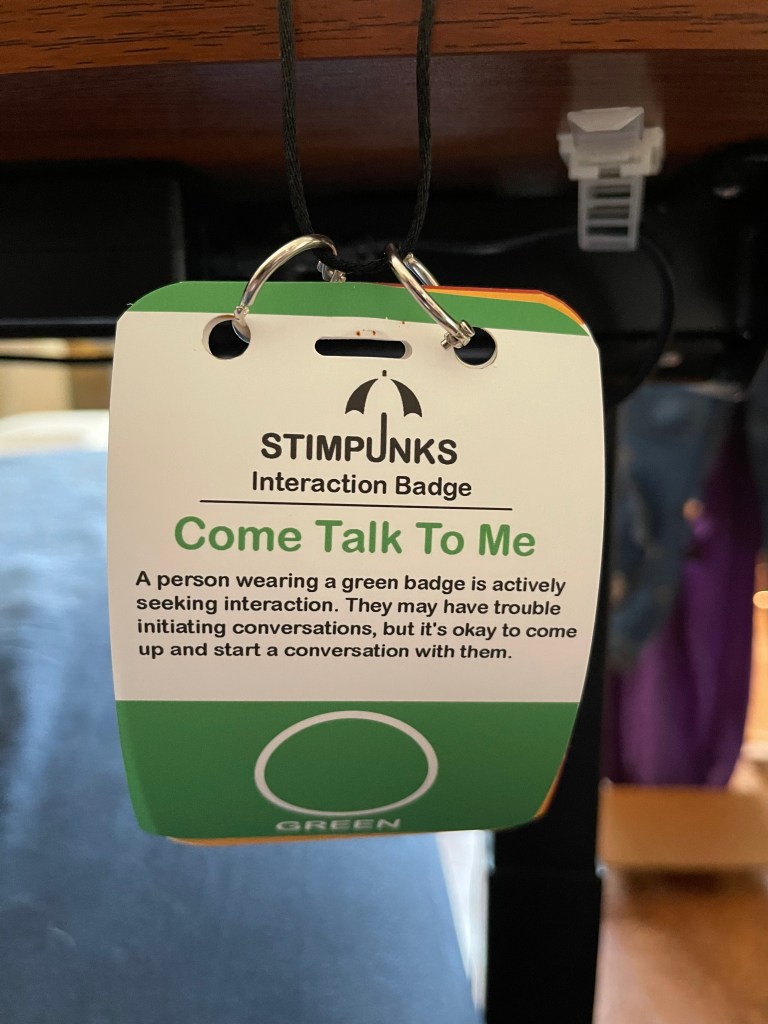 STIMPUNKS
Interaction Badge
Come Talk To Me
A person wearing a green badge is actively
seeking interaction. They may have trouble
initiating conversations, but it's okay to come
up and start a conversation with them.
GREEN